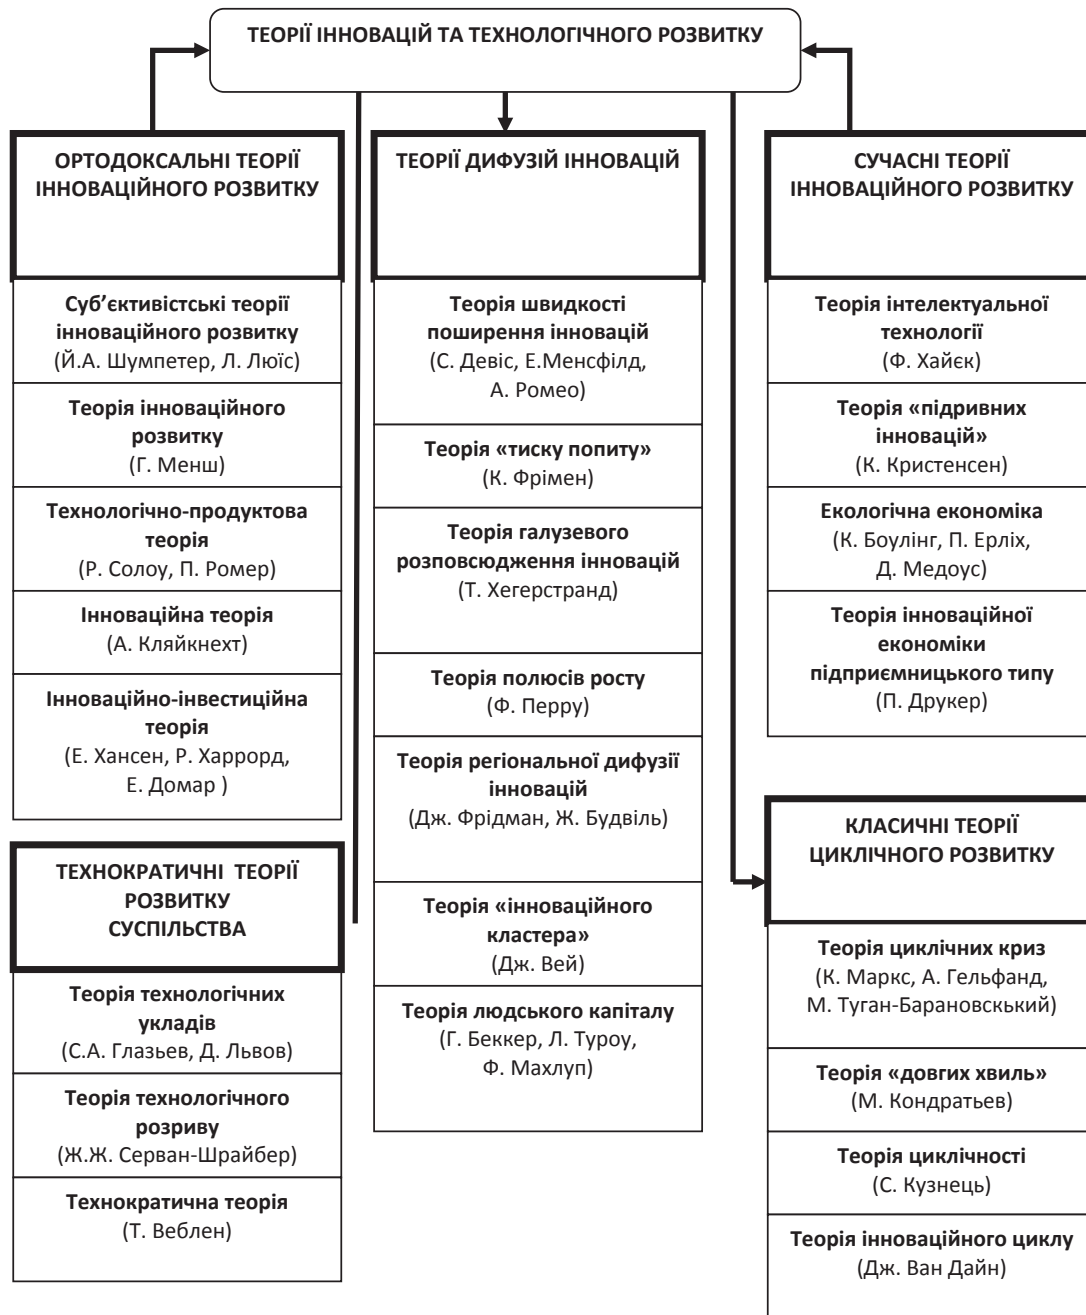 ТЕОРІЇ ІННОВАЦІЙ ТА ТЕХНОЛОГІЧНОГО РОЗВИТКУ
ОРТОДОКСАЛЬНІ ТЕОРІЇ
ІННОВАЦІЙНОГО РОЗВИТКУ
Суб’єктивістські теорії
інноваційного розвитку
(Й.А. Шумпетер, Л. Люїс)
Теорія інноваційного
розвитку
(Г. Менш)
Технологічно-продуктова
теорія
(Р. Солоу, П. Ромер)
Інноваційна теорія
(А. Кляйкнехт)
Інноваційно-інвестиційна
теорія
(Е. Хансен, Р. Харрорд,
Е. Домар )
ТЕХНОКРАТИЧНІ ТЕОРІЇ
РОЗВИТКУ
СУСПІЛЬСТВА
Теорія технологічних
укладів
(С.А. Глазьев, Д. Львов)
Теорія технологічного
розриву
(Ж.Ж. Серван-Шрайбер)
Технократична теорія
(Т. Веблен)
ТЕОРІЇ ДИФУЗІЙ ІННОВАЦІЙ
Теорія швидкості
поширення інновацій
(С. Девіс, Е.Менсфілд,
А. Ромео)
Теорія «тиску попиту»
(К. Фрімен)
Теорія галузевого
розповсюдження інновацій
(Т. Хегерстранд)
Теорія полюсів росту
(Ф. Перру)
Теорія регіональної дифузії
інновацій
(Дж. Фрідман, Ж. Будвіль)
Теорія «інноваційного
кластера»
(Дж. Вей)
Теорія людського капіталу
(Г. Беккер, Л. Туроу,
Ф. Махлуп)
СУЧАСНІ ТЕОРІЇ
ІННОВАЦІЙНОГО РОЗВИТКУ
Теорія інтелектуальної
технології
(Ф. Хайєк)
Теорія «підривних
інновацій»
(К. Кристенсен)
Екологічна економіка
(К. Боулінг, П. Ерліх,
Д. Медоус)
Теорія інноваційної
економіки
підприємницького типу
(П. Друкер)
КЛАСИЧНІ ТЕОРІЇ
ЦИКЛІЧНОГО РОЗВИТКУ
Теорія циклічних криз
(К. Маркс, А. Гельфанд,
М. Туган-Барановскький)
Теорія «довгих хвиль»
(М. Кондратьев)
Теорія циклічності
(С. Кузнець)
Теорія інноваційного циклу
(Дж. Ван Дайн)